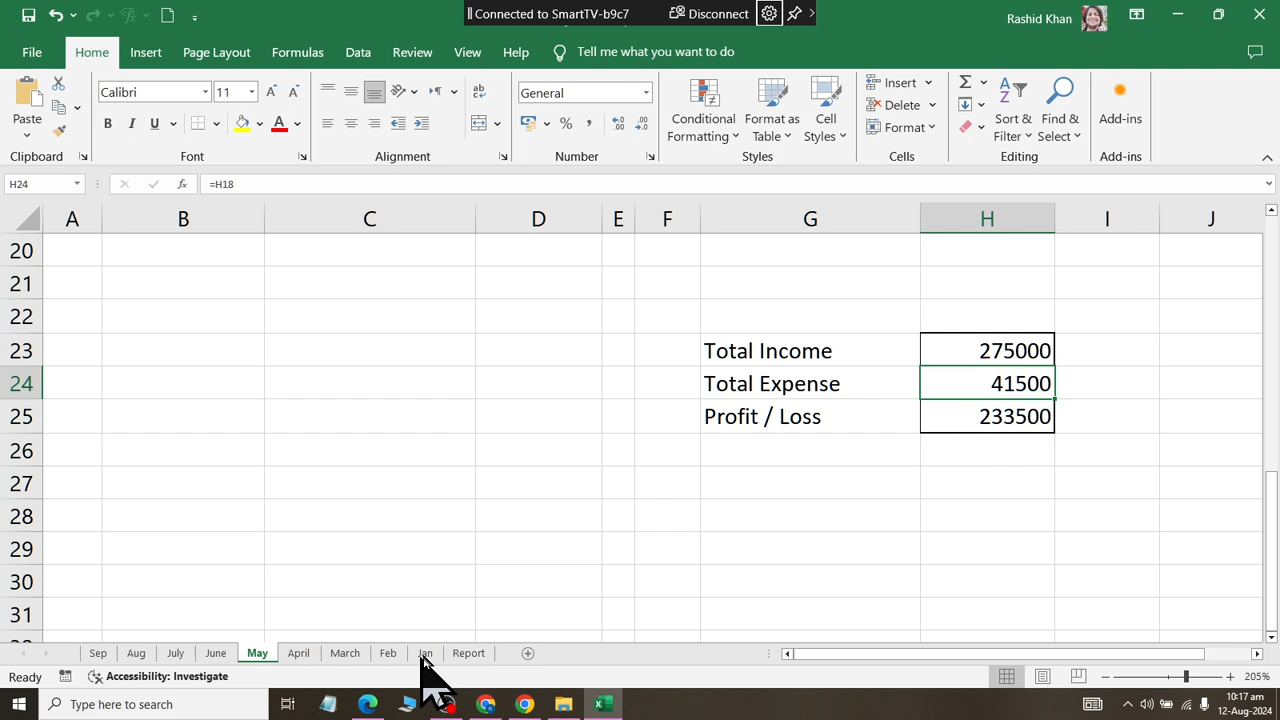 Connected to SmartTV-b9c7
Disconnect
Rashid Khan
File Home Insert Page Layout Formulas Data Review View Help Tell me what you want to do
Paste
Clipboard
Calibri 11
B I U A
Font
ab
c
Alignment
General
% ,
Number
Conditional
Formatting
Format as
Table
Cell
Styles
Styles
Insert
Delete
Format
Cells
Σ
A
Z
Sort &
Filter
Find &
Select
Editing
Add-ins
Add-ins
H24 fx =H18
A B C D E F G H I J
20
21
22
23 Total Income 275000
24 Total Expense 41500
25 Profit / Loss 233500
26
27
28
29
30
31
Sep Aug July June May April March Feb Jan Report
Ready Accessibility: Investigate 205%
Type here to search
10:17 am
12-Aug-2024